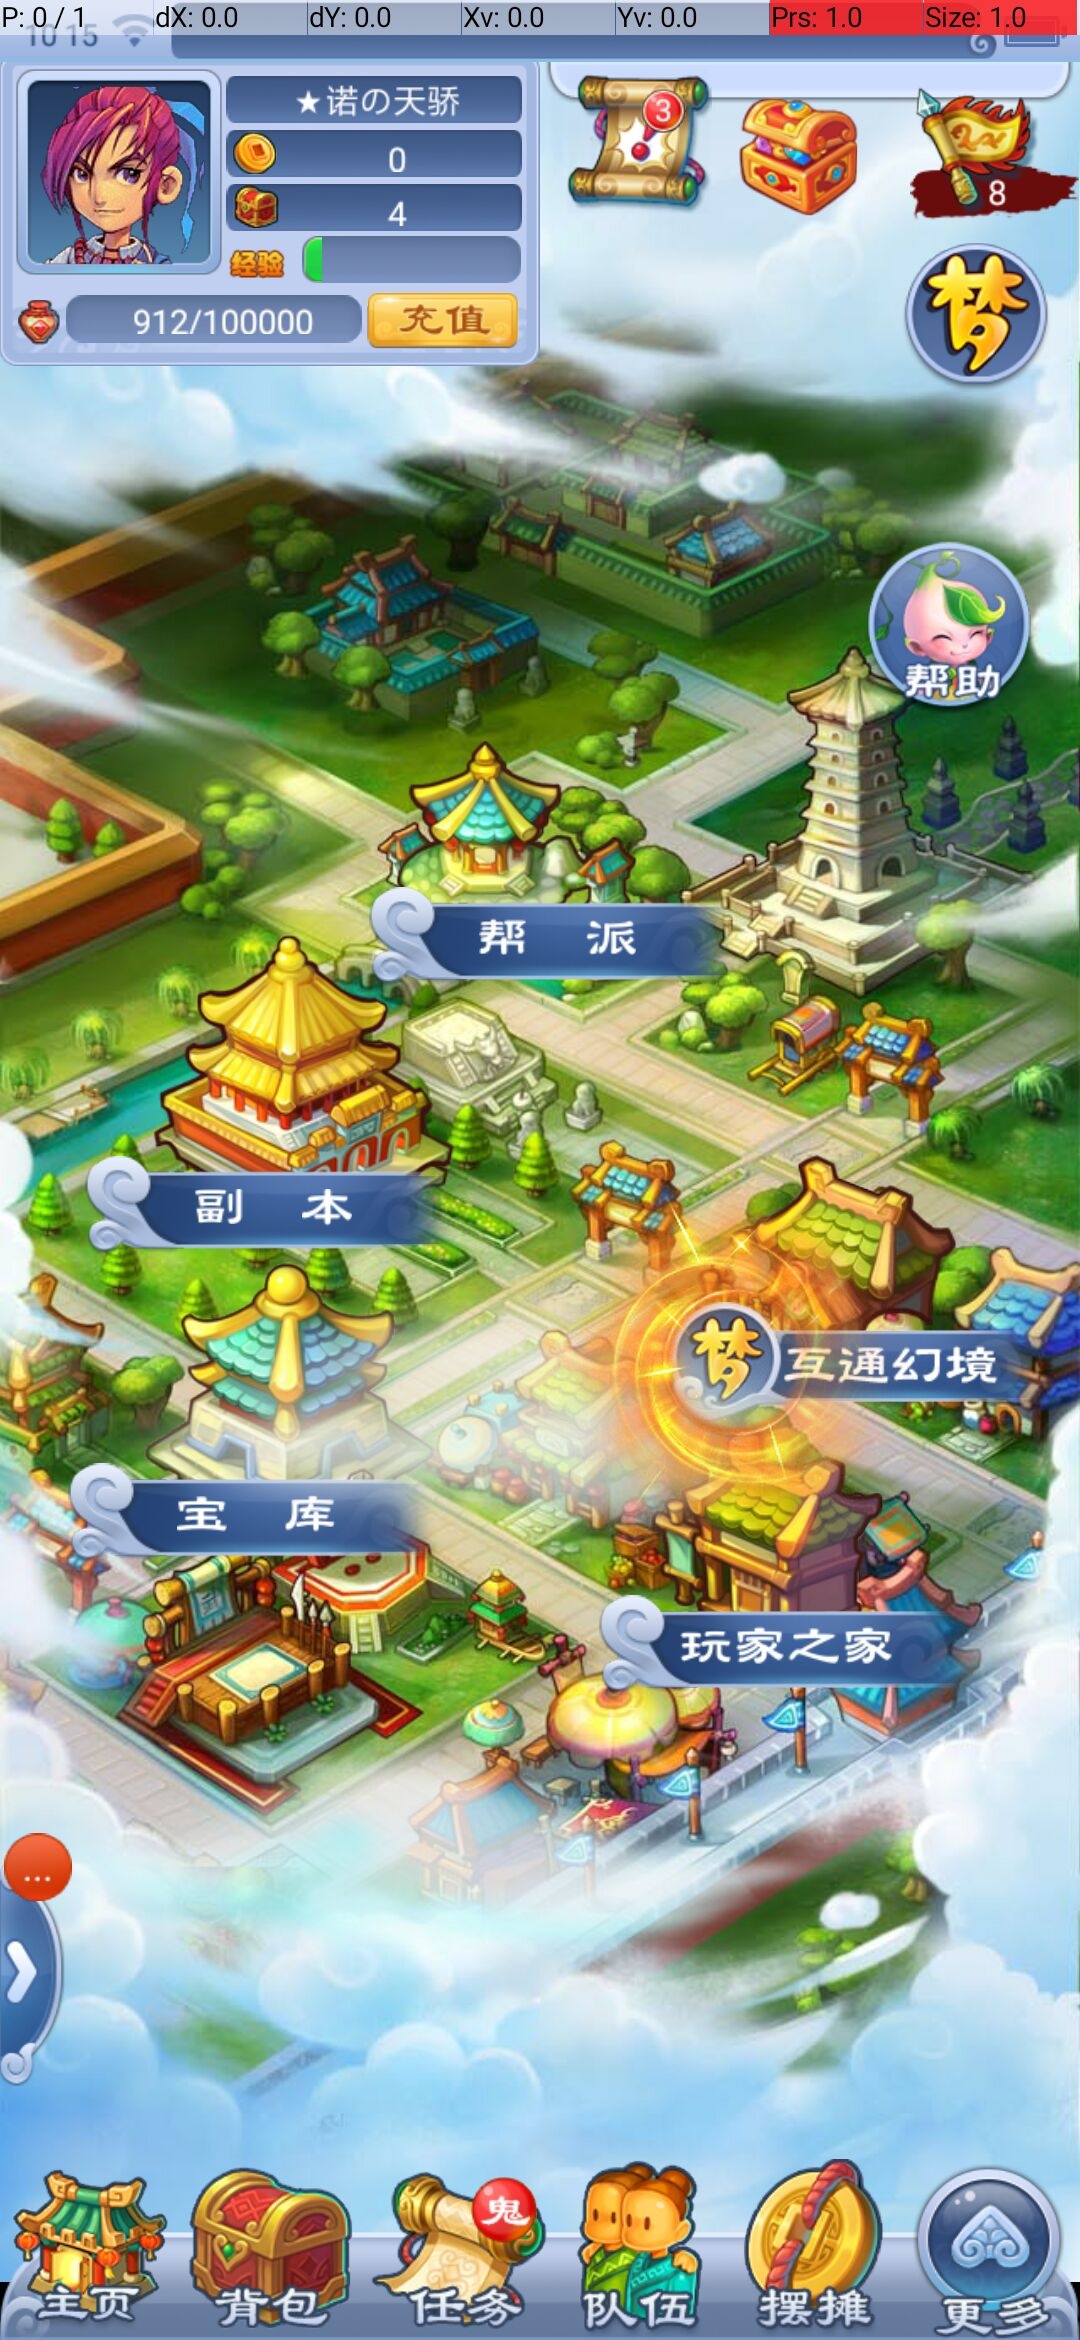 P: 0 / 1 dX: 0.0 dY: 0.0 Xv: 0.0 Yv: 0.0 Prs: 1.0 Size: 1.0
10 15
★诺の天骄
0
4
经验
912/100000
充值
3
8
梦
帮助
帮 派
副 本
梦 互通幻境
宝 库
玩家之家
...
鬼
主页 背包 任务 队伍 摆摊 更多